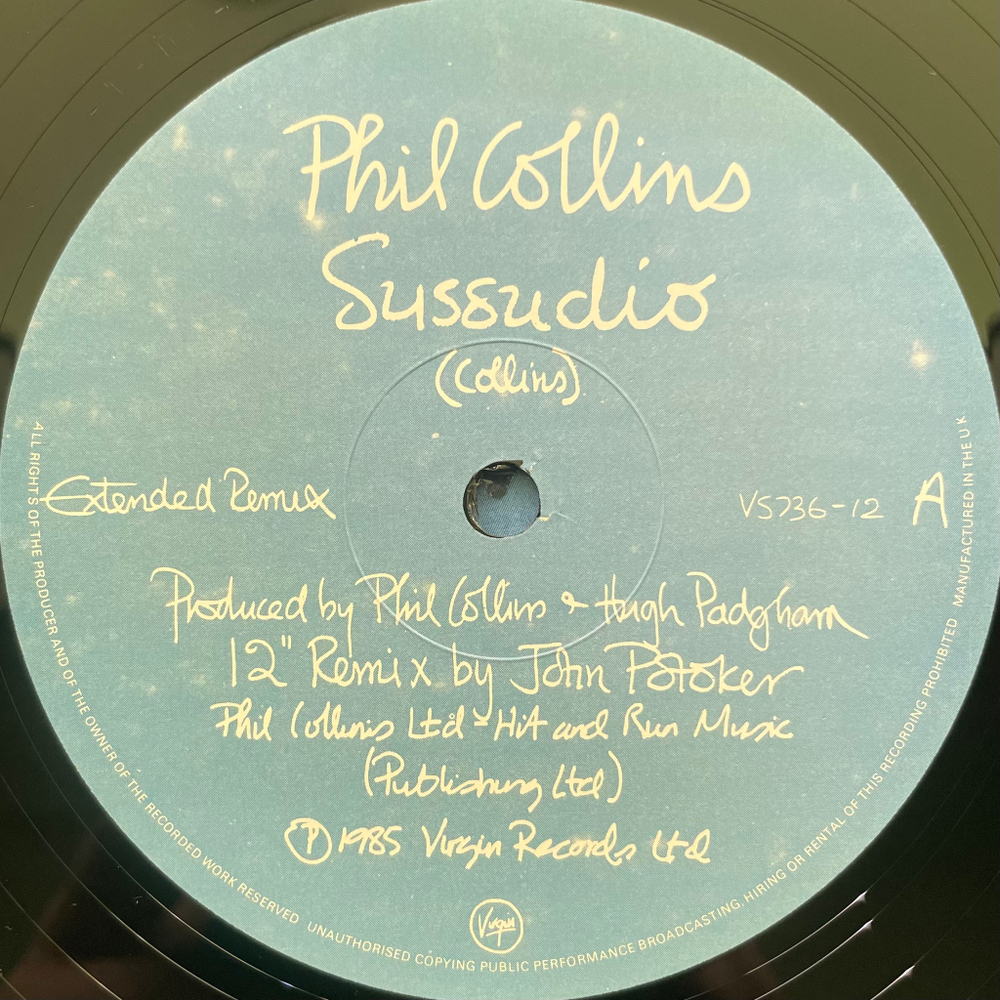 Phil Collins
Sussudio
(Collins)
Extended Remix
VS736-12 A
Produced by Phil Collins & Hugh Padgham
12" Remix by John Potoker
Phil Collins Ltd - Hit and Run Music
(Publishing Ltd)
Ⓟ 1985 Virgin Records Ltd
Virgin
ALL RIGHTS OF THE PRODUCER AND OF THE OWNER OF THE RECORDED WORK RESERVED UNAUTHORISED COPYING PUBLIC PERFORMANCE BROADCASTING, HIRING OR RENTAL OF THIS RECORDING PROHIBITED MANUFACTURED IN THE U K